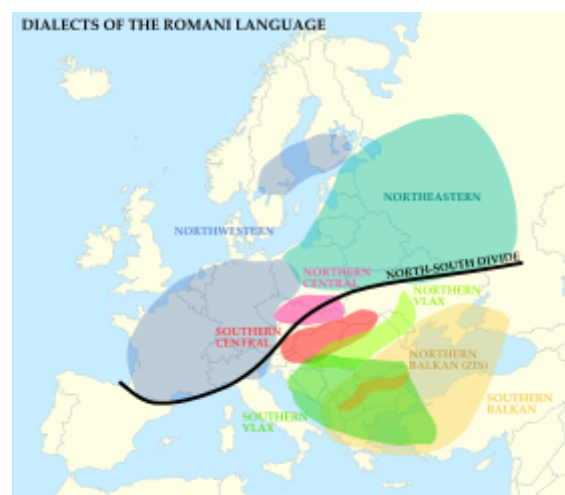 DIALECTS OF THE ROMANI LANGUAGE
NORTHEASTERN
NORTHWESTERN
NORTH-SOUTH DIVIDE
NORTHERN
CENTRAL
NORTHERN
VLAX
SOUTHERN
CENTRAL
NORTHERN
BALKAN (ZIS)
SOUTHERN
BALKAN
SOUTHERN
VLAX